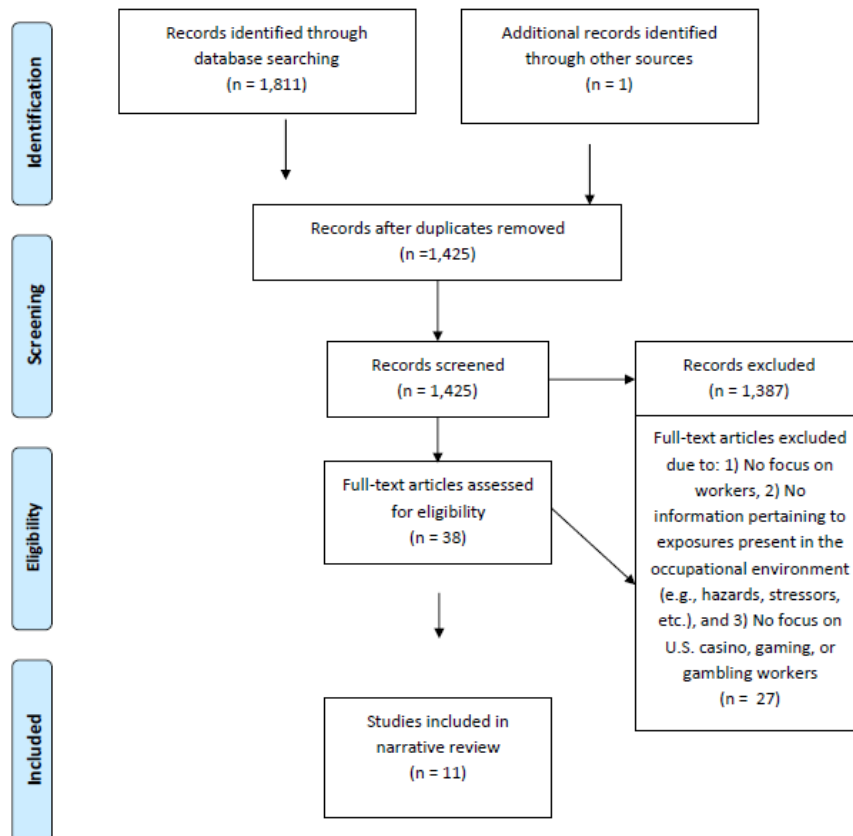 Identification
Records identified through
database searching
(n = 1,811)
Additional records identified
through other sources
(n = 1)
Records after duplicates removed
(n =1,425)
Screening
Records screened
(n = 1,425)
Records excluded
(n = 1,387)
Eligibility
Full-text articles assessed
for eligibility
(n = 38)
Full-text articles excluded
due to: 1) No focus on
workers, 2) No
information pertaining to
exposures present in the
occupational environment
(e.g., hazards, stressors,
etc.), and 3) No focus on
U.S. casino, gaming, or
gambling workers
(n =  27)
Included
Studies included in
narrative review
(n = 11)